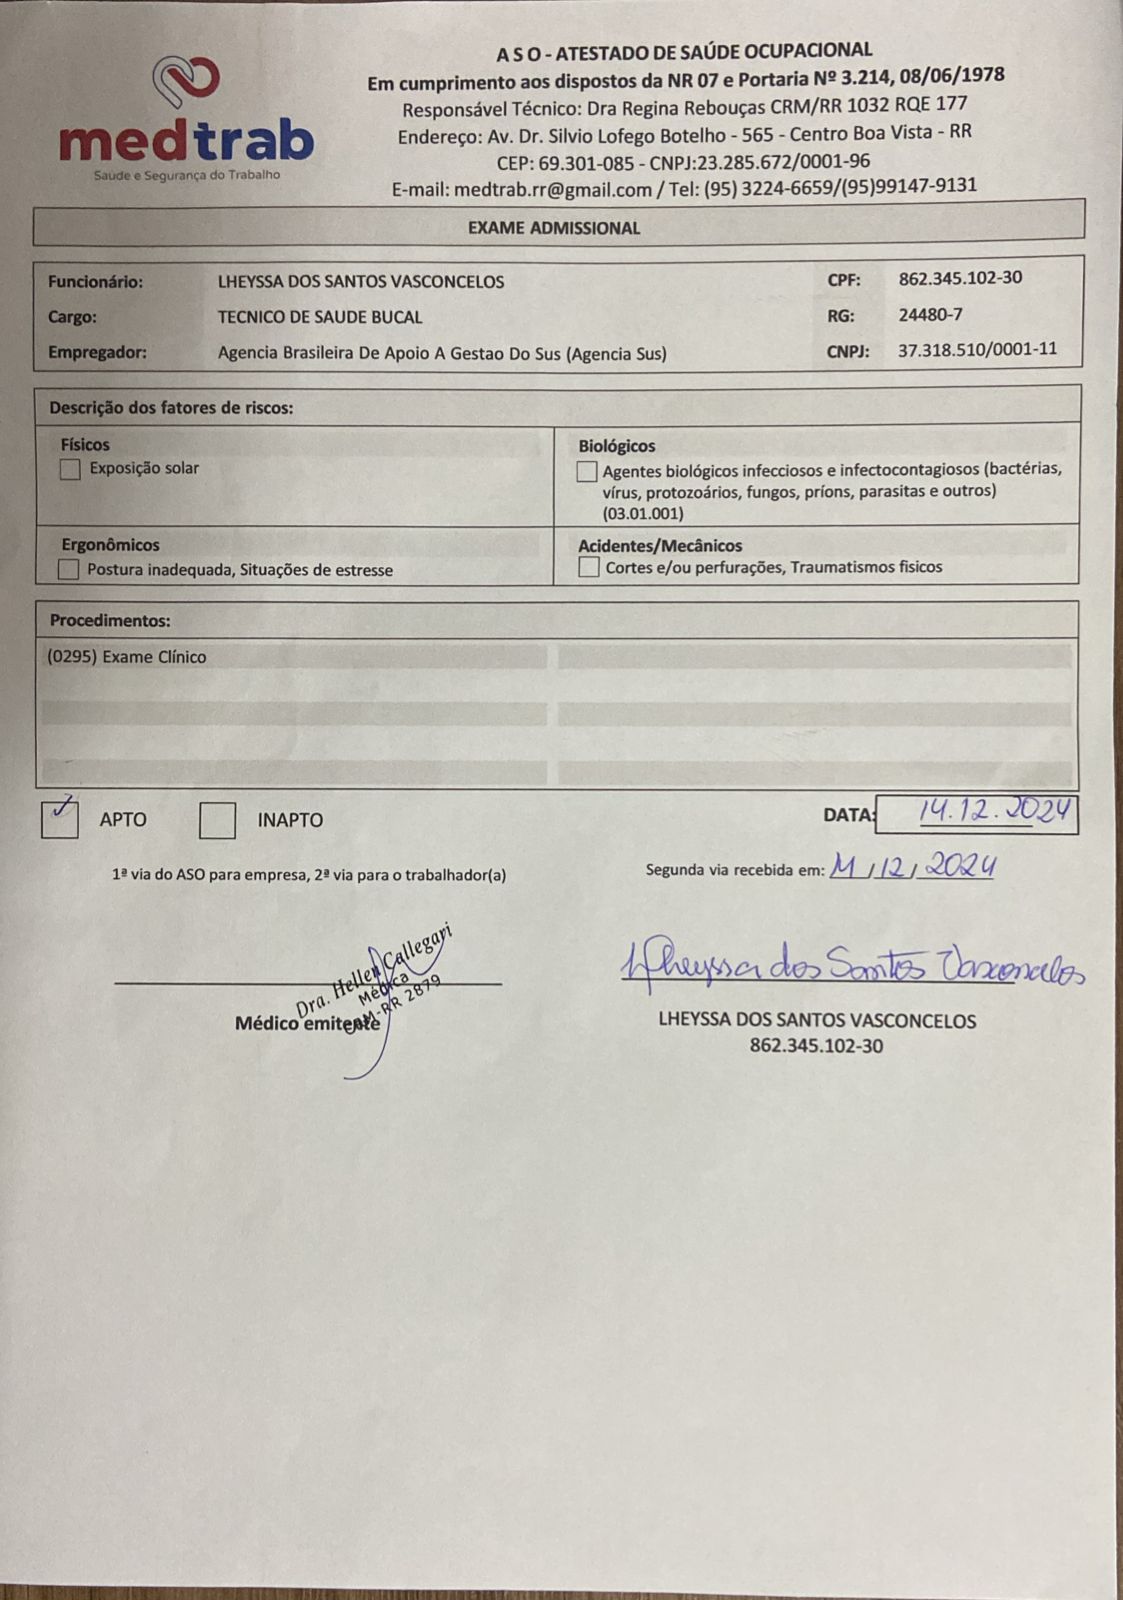 medtrab
Saúde e Segurança do Trabalho
A S O - ATESTADO DE SAÚDE OCUPACIONAL
Em cumprimento aos dispostos da NR 07 e Portaria Nº 3.214, 08/06/1978
Responsável Técnico: Dra Regina Rebouças CRM/RR 1032 RQE 177
Endereço: Av. Dr. Silvio Lofego Botelho - 565 - Centro Boa Vista - RR
CEP: 69.301-085 - CNPJ:23.285.672/0001-96
E-mail: medtrab.rr@gmail.com / Tel: (95) 3224-6659/(95)99147-9131
EXAME ADMISSIONAL
Funcionário: LHEYSSA DOS SANTOS VASCONCELOS CPF: 862.345.102-30
Cargo: TECNICO DE SAUDE BUCAL RG: 24480-7
Empregador: Agencia Brasileira De Apoio A Gestao Do Sus (Agencia Sus) CNPJ: 37.318.510/0001-11
Descrição dos fatores de riscos:
Físicos
Exposição solar
Biológicos
Agentes biológicos infecciosos e infectocontagiosos (bactérias,
vírus, protozoários, fungos, príons, parasitas e outros)
(03.01.001)
Ergonômicos
Postura inadequada, Situações de estresse
Acidentes/Mecânicos
Cortes e/ou perfurações, Traumatismos fisicos
Procedimentos:
(0295) Exame Clínico
APTO INAPTO DATA: 14.12.2024
1ª via do ASO para empresa, 2ª via para o trabalhador(a)
Segunda via recebida em: /12/2024
Dra. Hellen Callegari
Médica
CRM-RR 2879
Médico emitente
Lheyssa dos Santos Vasconcelos
LHEYSSA DOS SANTOS VASCONCELOS
862.345.102-30